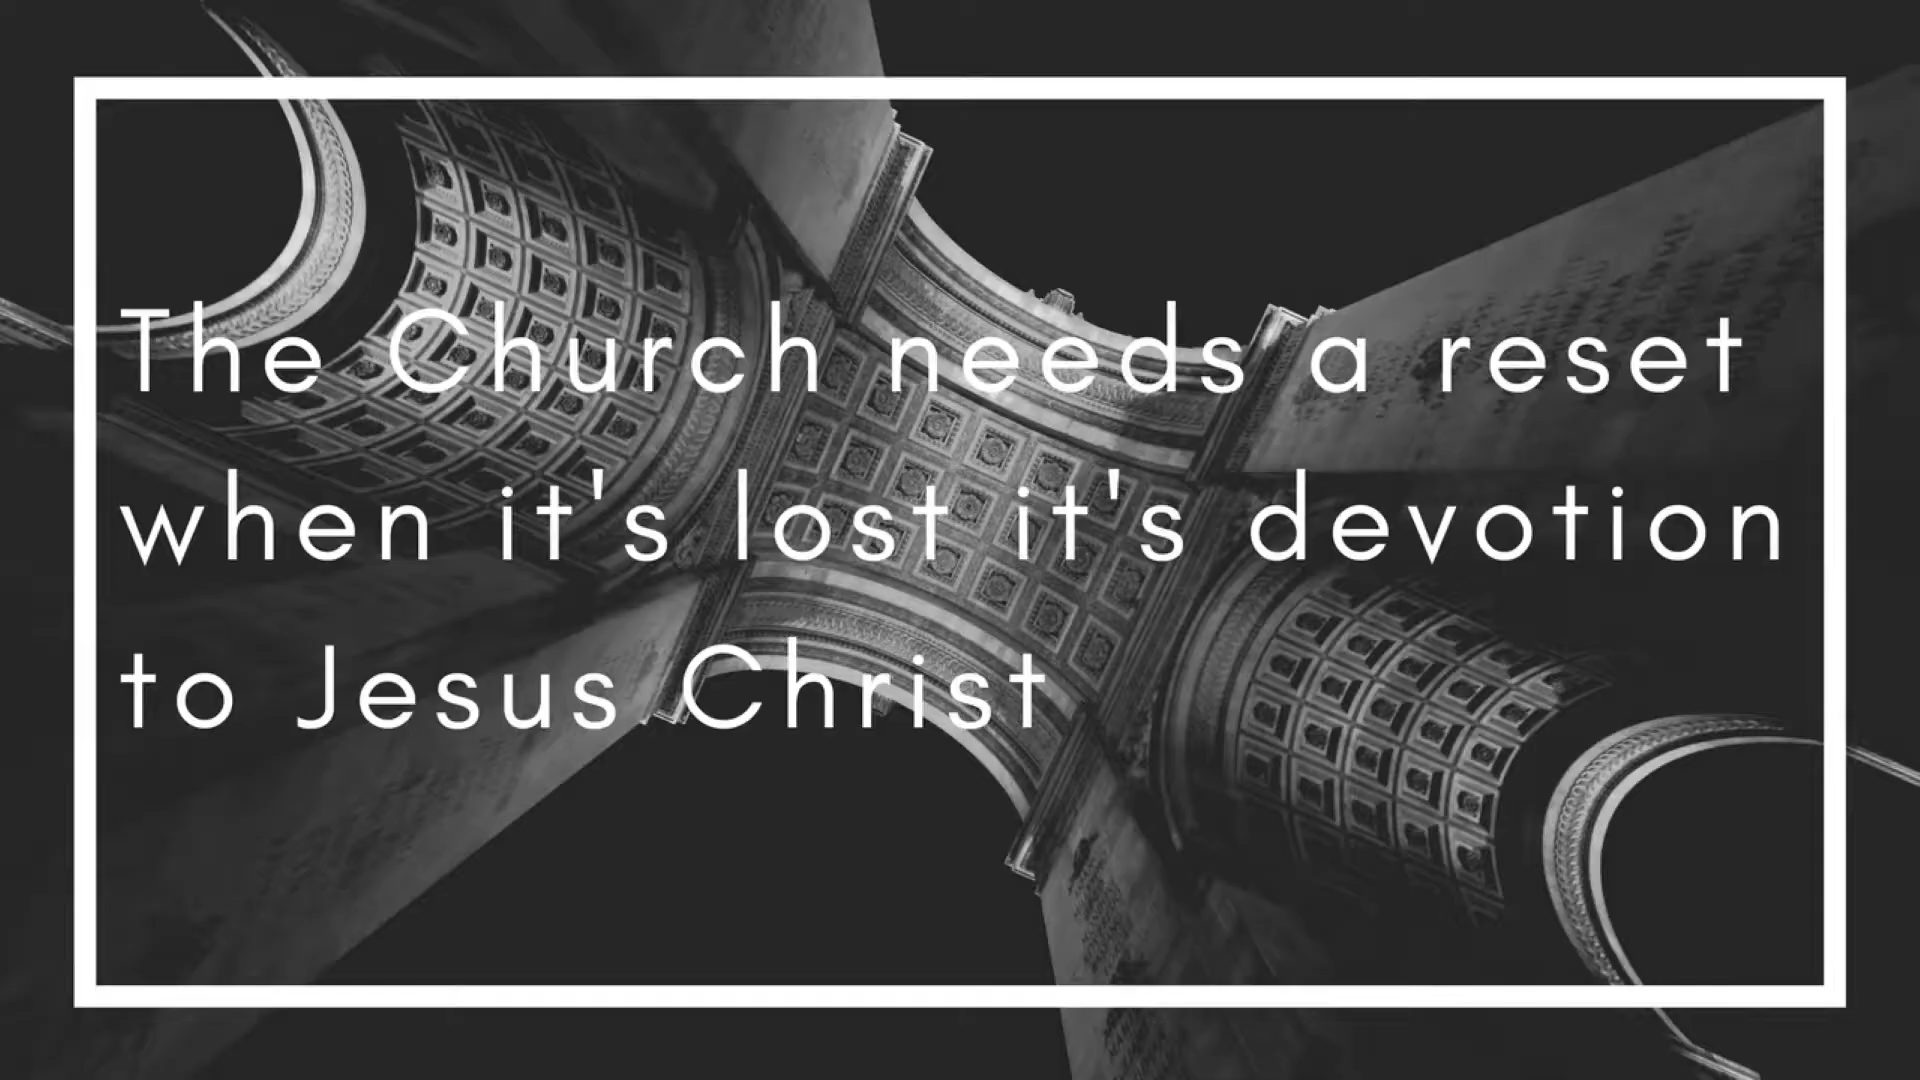 The Church needs a reset
when it's lost it's devotion
to Jesus Christ